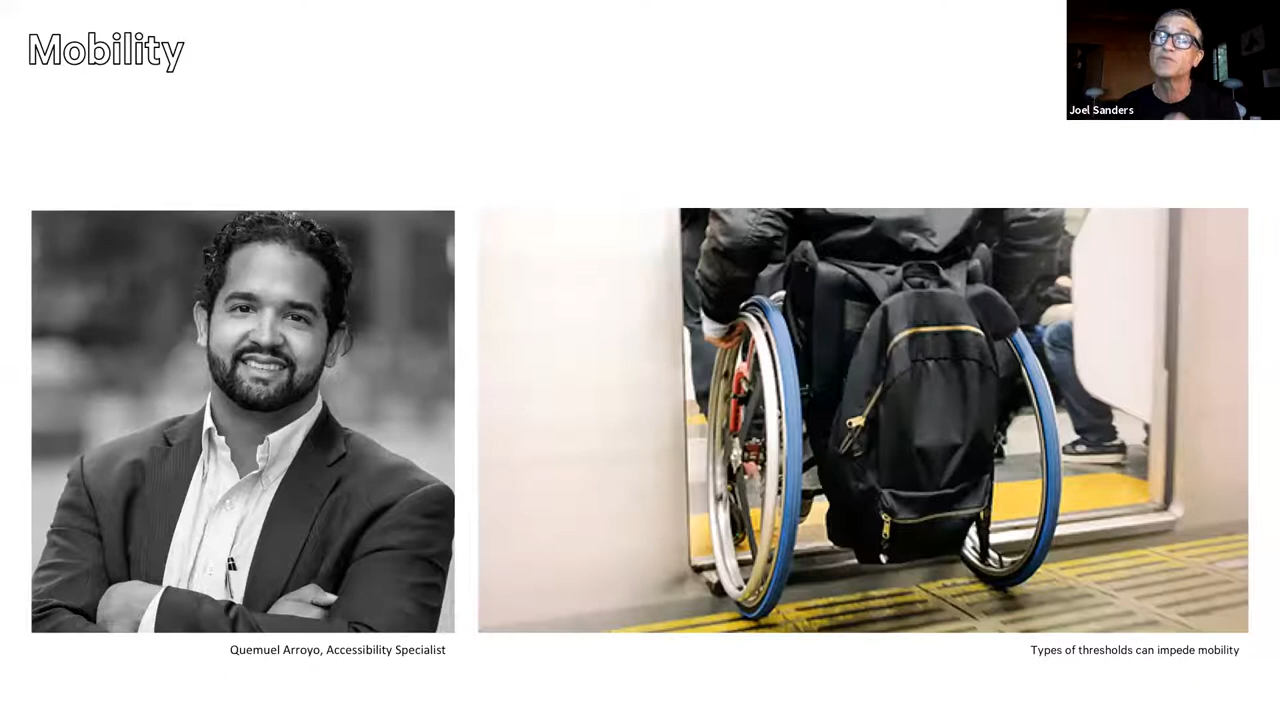 Mobility
Joel Sanders
Quemuel Arroyo, Accessibility Specialist
Types of thresholds can impede mobility